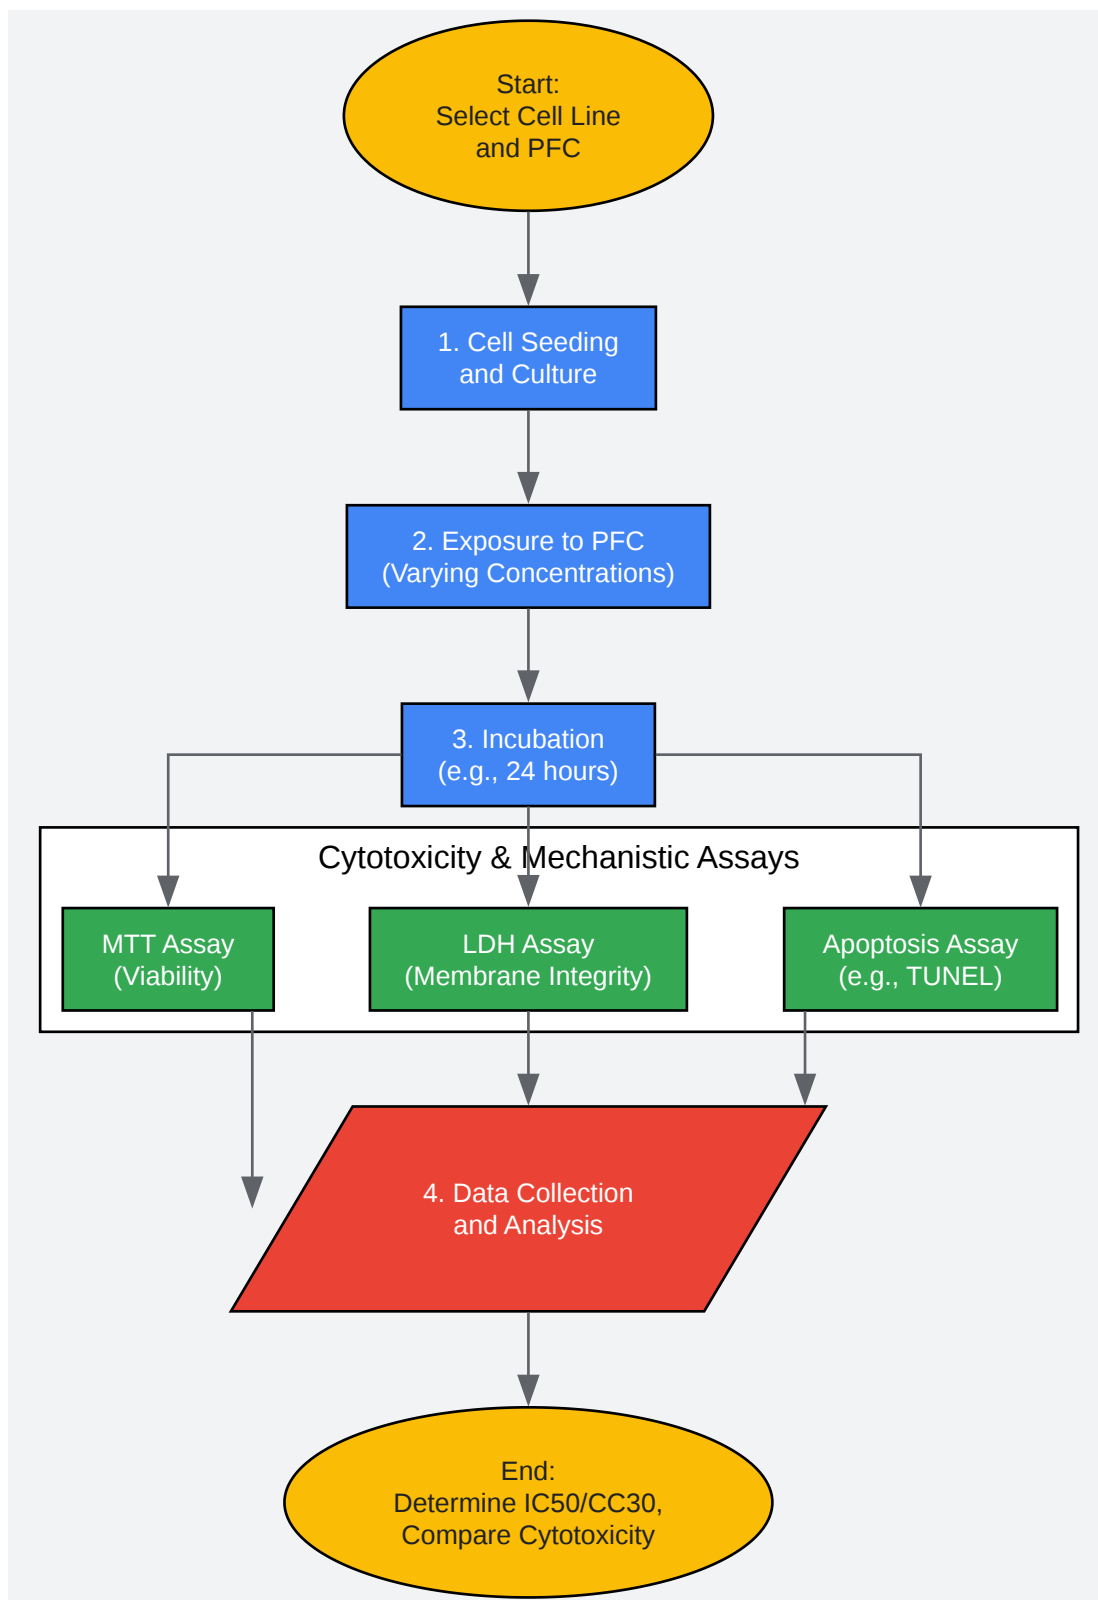 Start:
Select Cell Line
and PFC
1. Cell Seeding
and Culture
2. Exposure to PFC
(Varying Concentrations)
3. Incubation
(e.g., 24 hours)
Cytotoxicity & Mechanistic Assays
MTT Assay
(Viability)
LDH Assay
(Membrane Integrity)
Apoptosis Assay
(e.g., TUNEL)
4. Data Collection
and Analysis
End:
Determine IC50/CC30,
Compare Cytotoxicity